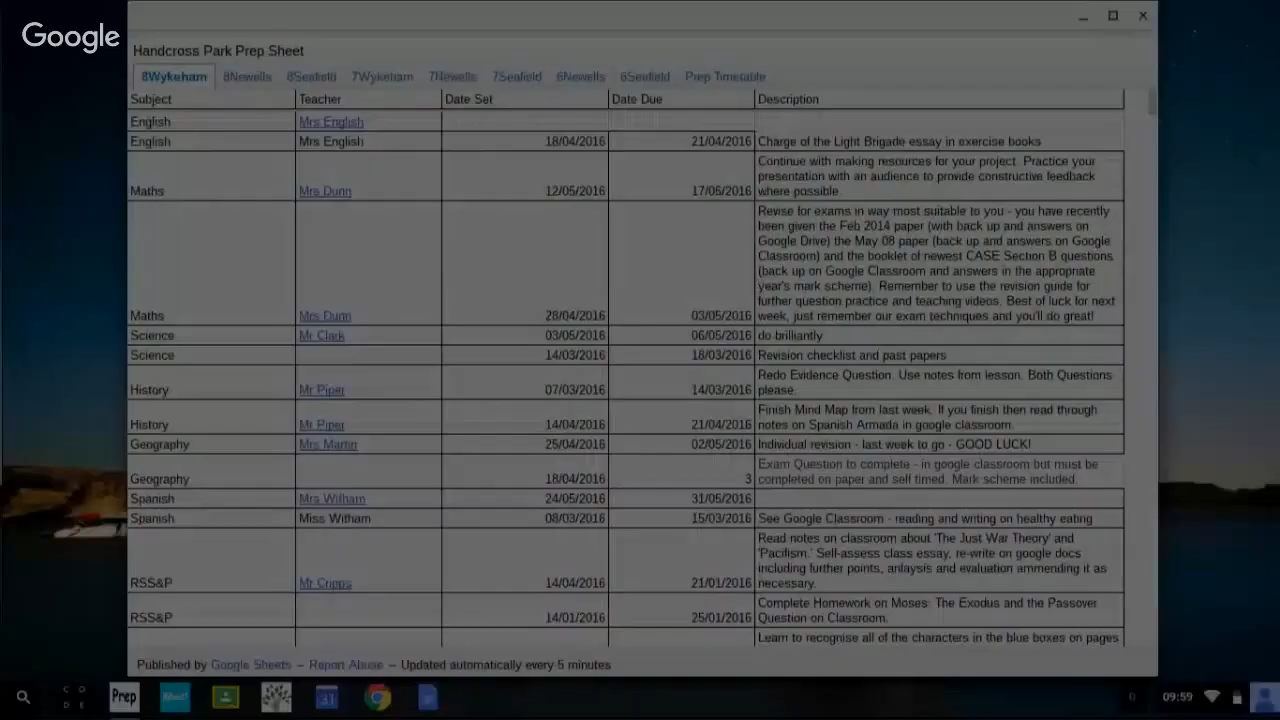 Google
Handcross Park Prep Sheet
8Wykeham 8Newells 8Seafield 7Wykeham 7Newells 7Seafield 6Newells 6Seafield Prep Timetable
Subject Teacher Date Set Date Due Description
English Mrs English
English Mrs English 18/04/2016 21/04/2016 Charge of the Light Brigade essay in exercise books
Continue with making resources for your project. Practice your
presentation with an audience to provide constructive feedback
Maths Mrs Dunn 12/05/2016 17/05/2016 where possible.
Revise for exams in way most suitable to you - you have recently
been given the Feb 2014 paper (with back up and answers on
Google Drive) the May 08 paper (back up and answers on Google
Classroom) and the booklet of newest CASE Section B questions
(back up on Google Classroom and answers in the appropriate
year's mark scheme). Remember to use the revision guide for
further question practice and teaching videos. Best of luck for next
Maths Mrs Dunn 28/04/2016 03/05/2016 week, just remember our exam techniques and you'll do great!
Science Mr Clark 03/05/2016 06/05/2016 do brilliantly
Science 14/03/2016 18/03/2016 Revision checklist and past papers
Redo Evidence Question. Use notes from lesson. Both Questions
History Mr Piper 07/03/2016 14/03/2016 please.
Finish Mind Map from last week. If you finish then read through
History Mr Piper 14/04/2016 21/04/2016 notes on Spanish Armada in google classroom.
Geography Mrs Martin 25/04/2016 02/05/2016 Individual revision - last week to go - GOOD LUCK!
Exam Question to complete - in google classroom but must be
Geography 18/04/2016 3 completed on paper and self timed. Mark scheme included.
Spanish Mrs Witham 24/05/2016 31/05/2016
Spanish Miss Witham 08/03/2016 15/03/2016 See Google Classroom - reading and writing on healthy eating
Read notes on classroom about 'The Just War Theory' and
'Pacifism.' Self-assess class essay, re-write on google docs
including further points, anlaysis and evaluation ammending it as
RSS&P Mr Cripps 14/04/2016 21/01/2016 necessary.
Complete Homework on Moses: The Exodus and the Passover
RSS&P 14/01/2016 25/01/2016 Question on Classroom.
Learn to recognise all of the characters in the blue boxes on pages
Published by Google Sheets – Report Abuse – Updated automatically every 5 minutes
CODE Prep 31 0 09:59